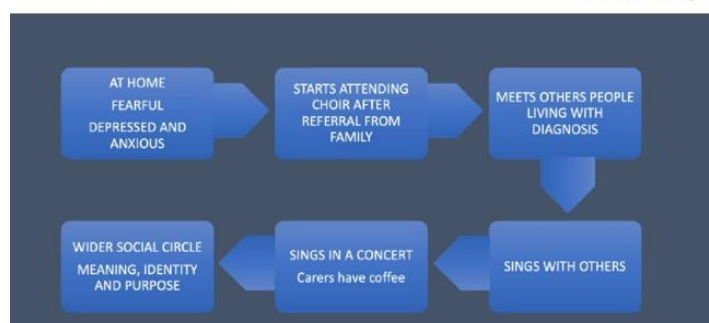 AT HOME
FEARFUL
DEPRESSED AND
ANXIOUS
STARTS ATTENDING
CHOIR AFTER
REFERRAL FROM
FAMILY
MEETS OTHERS PEOPLE
LIVING WITH
DIAGNOSIS
SINGS WITH OTHERS
SINGS IN A CONCERT
Carers have coffee
WIDER SOCIAL CIRCLE
MEANING, IDENTITY
AND PURPOSE